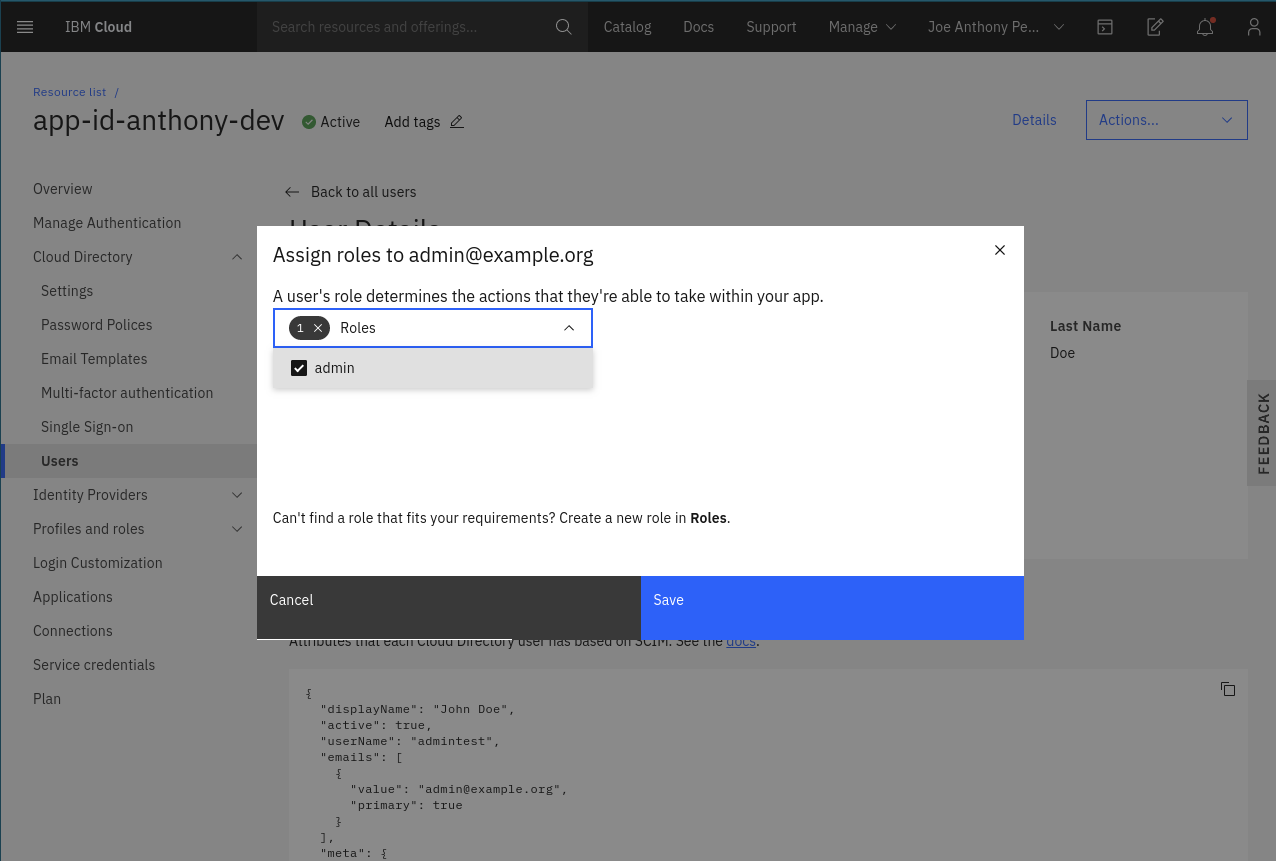 IBM Cloud
Search resources and offerings...
Catalog
Docs
Support
Manage
Joe Anthony Pe...
Resource list /
app-id-anthony-dev
Active
Add tags
Details
Actions...
Overview
Manage Authentication
Cloud Directory
Settings
Password Polices
Email Templates
Multi-factor authentication
Single Sign-on
Users
Identity Providers
Profiles and roles
Login Customization
Applications
Connections
Service credentials
Plan
Back to all users
User Details
Assign roles to admin@example.org
A user's role determines the actions that they're able to take within your app.
1 Roles
admin
Can't find a role that fits your requirements? Create a new role in Roles.
Cancel
Save
Last Name
Doe
FEEDBACK
Attributes that each Cloud Directory user has based on SCIM. See the docs.
{
"displayName": "John Doe",
"active": true,
"userName": "admintest",
"emails": [
{
"value": "admin@example.org",
"primary": true
}
],
"meta": {